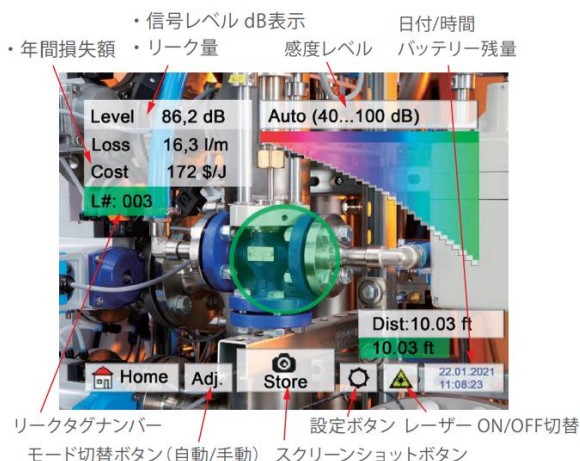 ・信号レベル dB表示
・年間損失額 ・リーク量
感度レベル
日付/時間
バッテリー残量
Level 86,2 dB
Loss 16,3 l/m
Cost 172 $/J
L#: 003
Auto (40...100 dB)
Dist:10.03 ft
10.03 ft
Home
Adj.
Store
22.01.2021
11:08:23
リークタグナンバー
設定ボタン レーザー ON/OFF切替
モード切替ボタン(自動/手動) スクリーンショットボタン